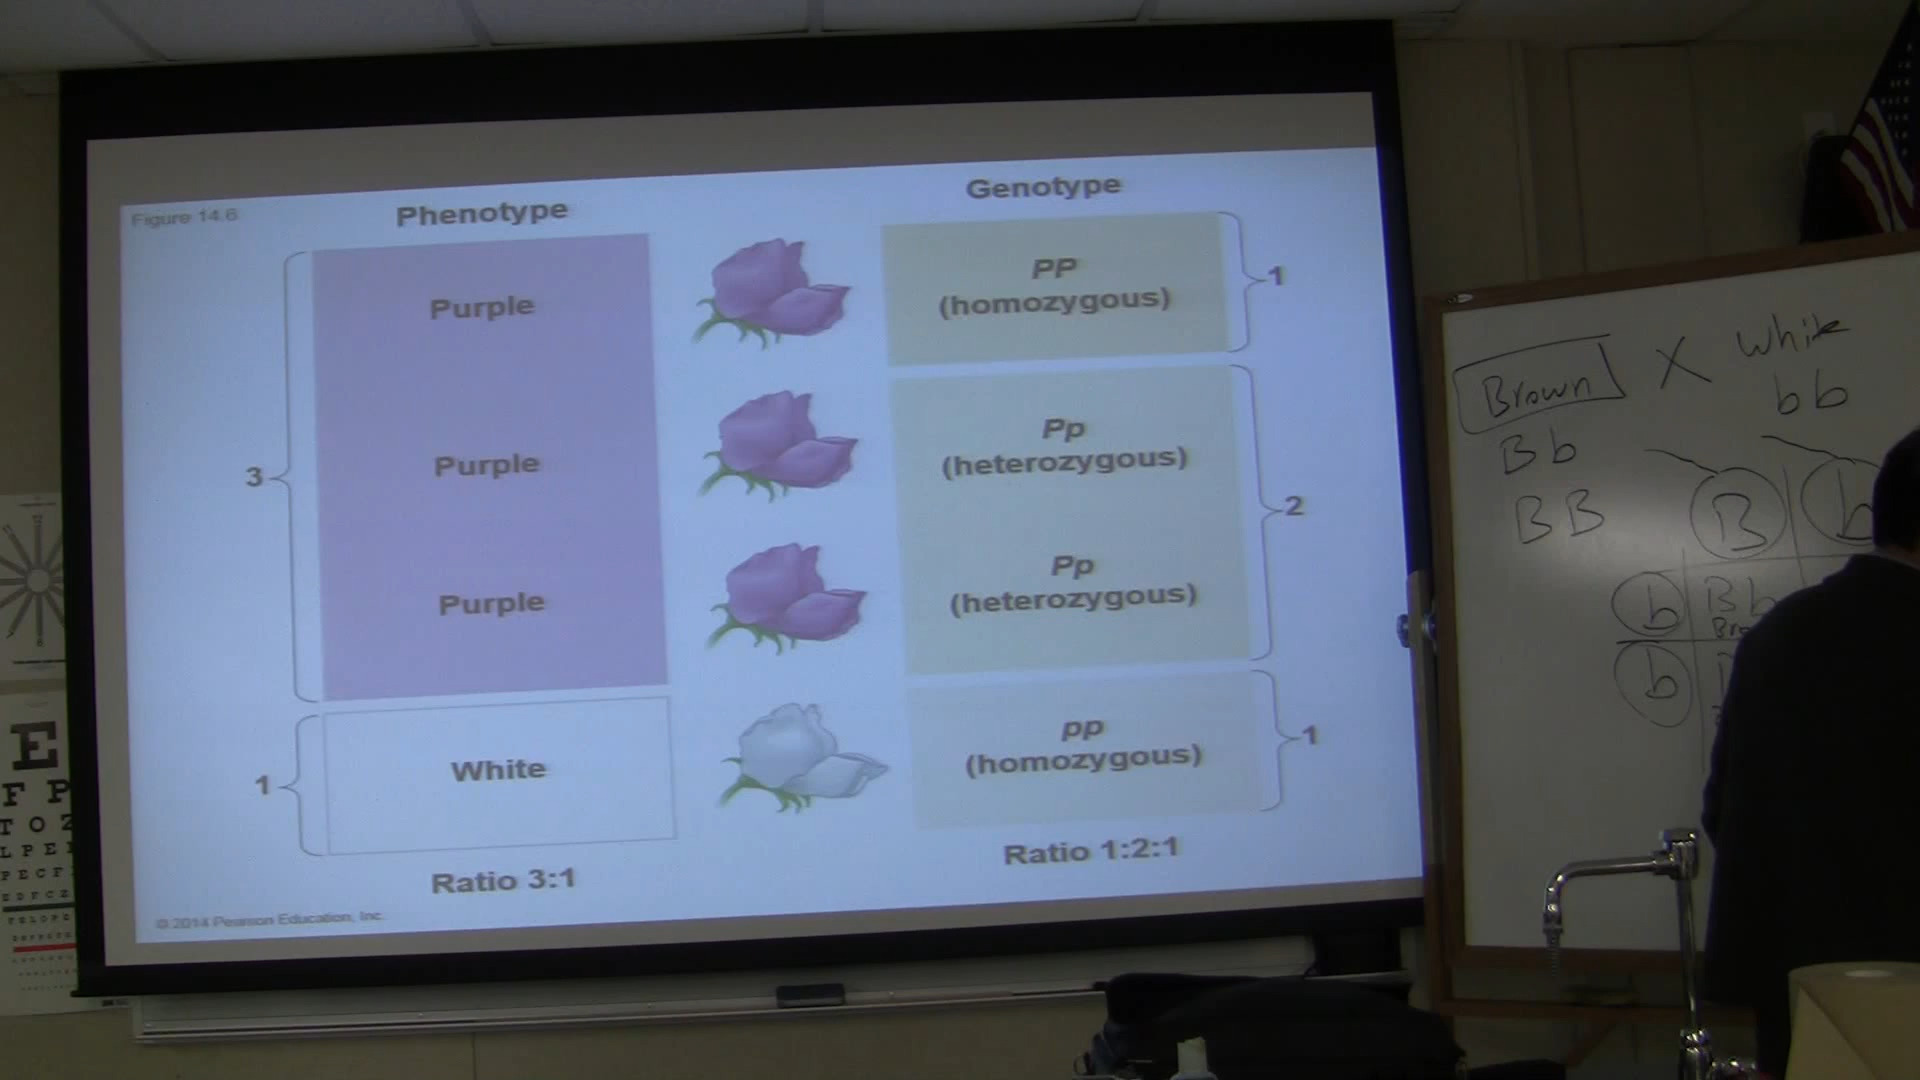 Figure 14.6
Phenotype
Genotype
Purple
PP
(homozygous)
1
Purple
Pp
(heterozygous)
3
2
Purple
Pp
(heterozygous)
White
pp
(homozygous)
1
1
Ratio 3:1
Ratio 1:2:1
© 2014 Pearson Education, Inc.
Brown X White
Bb bb
BB
B b
b Bb
b
E
F P
T O Z
L P E
P E C F
E D F C Z